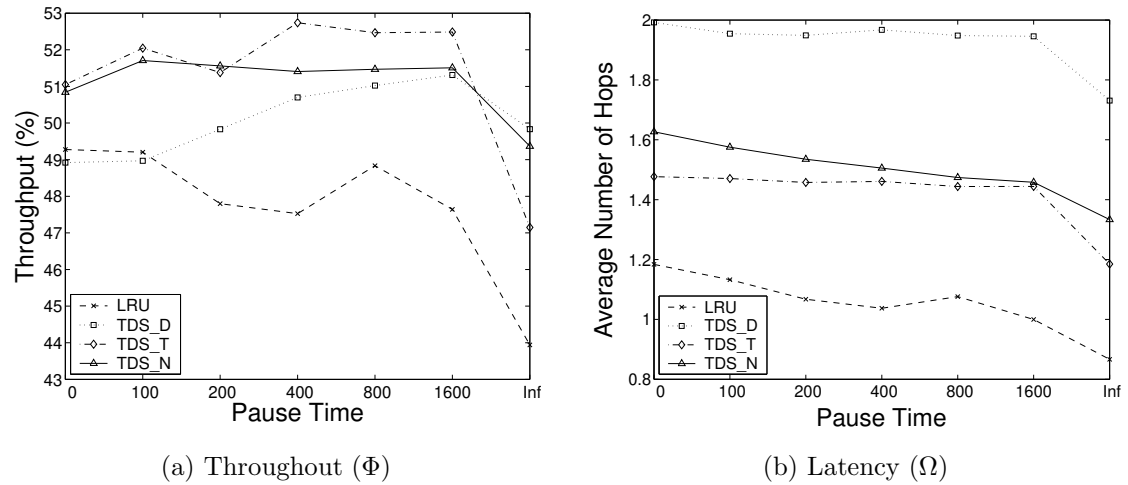 53
52
51
50
49
48
47
46
45
44
43
Throughput (%)
LRU
TDS_D
TDS_T
TDS_N
0 100 200 400 800 1600 Inf
Pause Time
(a) Throughout (Φ)
2
1.8
1.6
1.4
1.2
1
0.8
Average Number of Hops
LRU
TDS_D
TDS_T
TDS_N
0 100 200 400 800 1600 Inf
Pause Time
(b) Latency (Ω)